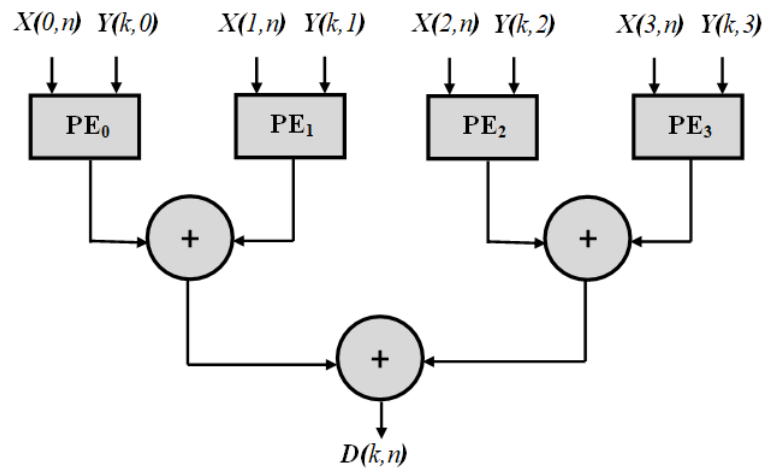 X(0,n) Y(k,0) X(1,n) Y(k,1) X(2,n) Y(k,2) X(3,n) Y(k,3)
PE₀ PE₁ PE₂ PE₃
+ +
+
D(k,n)